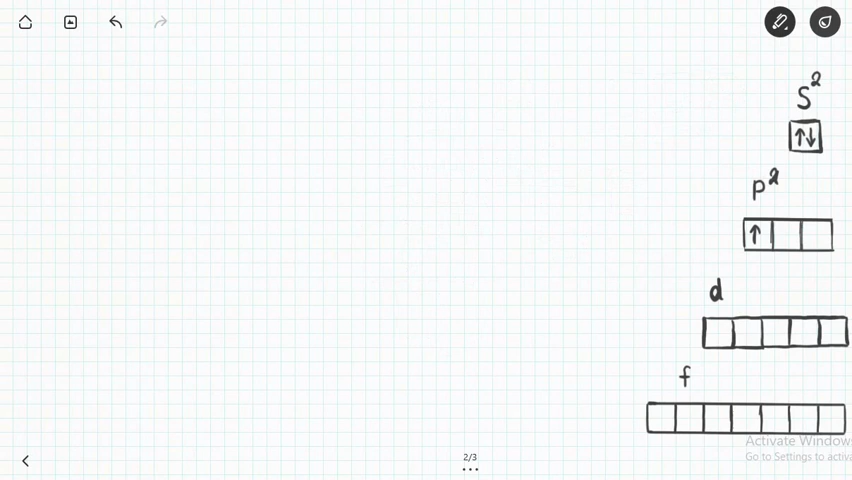 S²
↑↓
p²
↑
d
f
2/3
Activate Windows
Go to Settings to activa